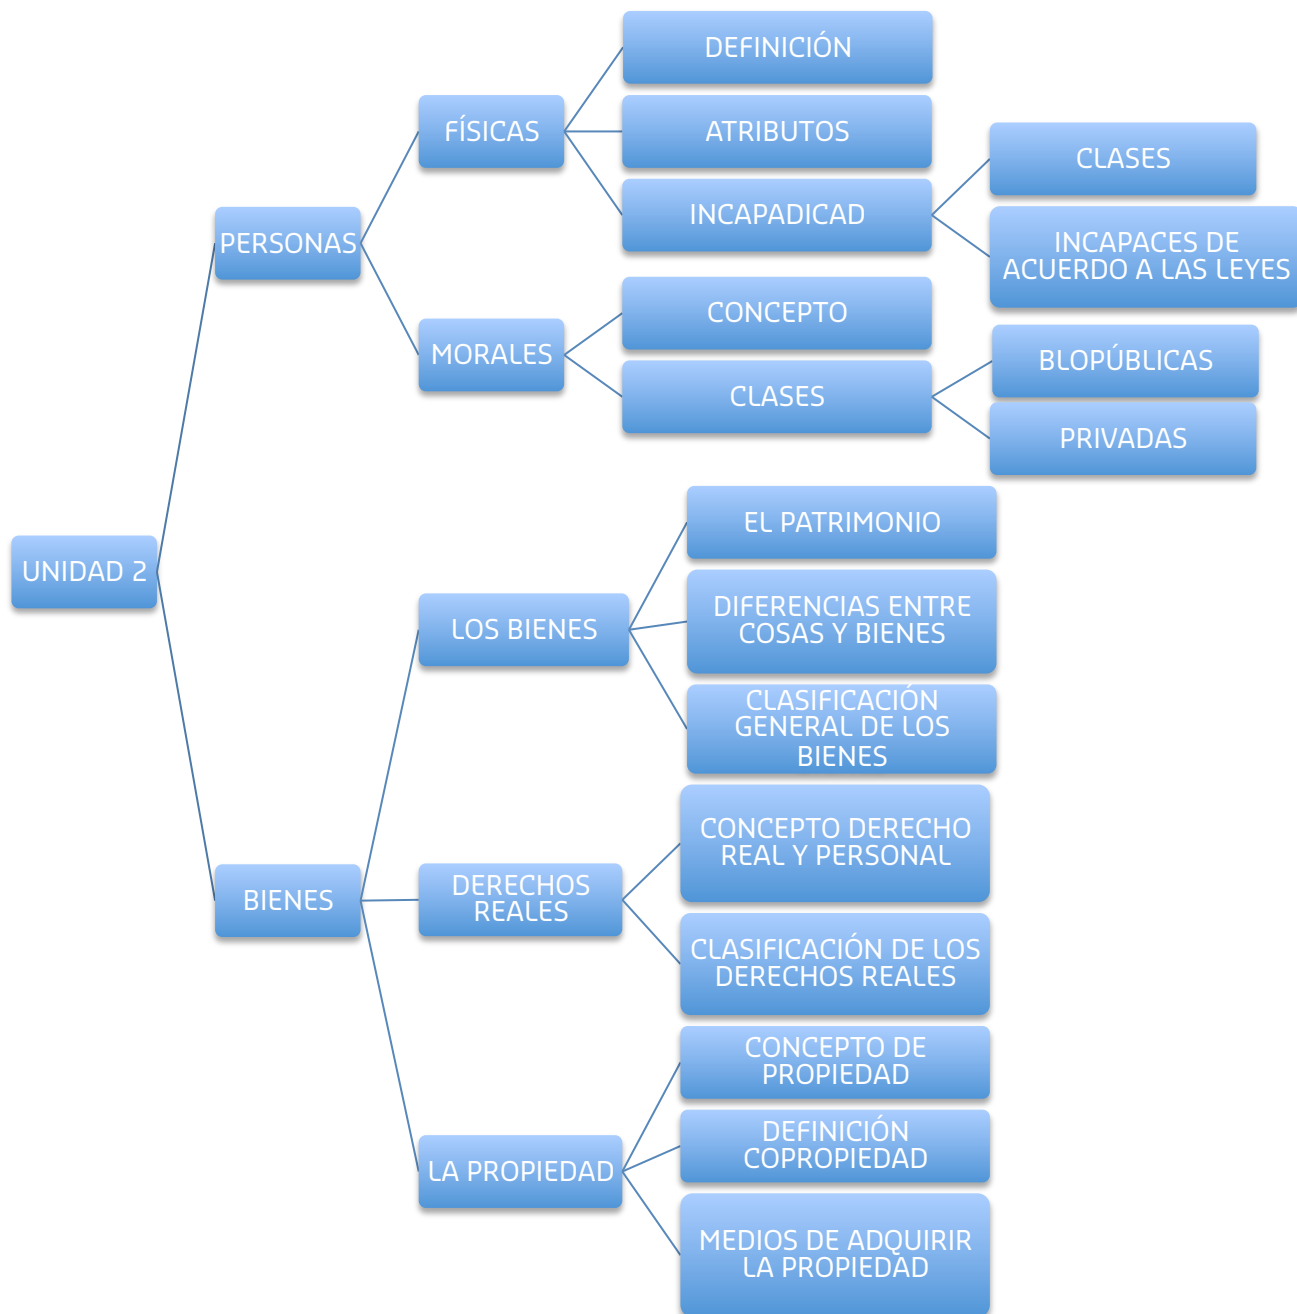 UNIDAD 2
PERSONAS
FÍSICAS
DEFINICIÓN
ATRIBUTOS
INCAPADICAD
CLASES
INCAPACES DE
ACUERDO A LAS LEYES
MORALES
CONCEPTO
CLASES
BLOPÚBLICAS
PRIVADAS
BIENES
LOS BIENES
EL PATRIMONIO
DIFERENCIAS ENTRE
COSAS Y BIENES
CLASIFICACIÓN
GENERAL DE LOS
BIENES
DERECHOS
REALES
CONCEPTO DERECHO
REAL Y PERSONAL
CLASIFICACIÓN DE LOS
DERECHOS REALES
LA PROPIEDAD
CONCEPTO DE
PROPIEDAD
DEFINICIÓN
COPROPIEDAD
MEDIOS DE ADQUIRIR
LA PROPIEDAD